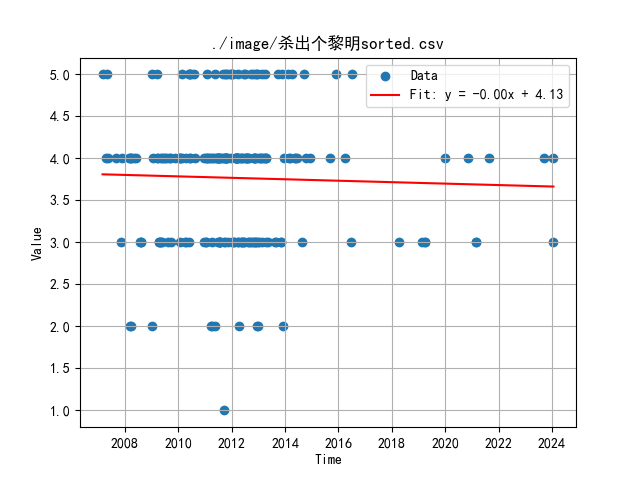 ./image/杀出个黎明sorted.csv
Data
Fit: y = -0.00x + 4.13
Value
5.0
4.5
4.0
3.5
3.0
2.5
2.0
1.5
1.0
2008 2010 2012 2014 2016 2018 2020 2022 2024
Time